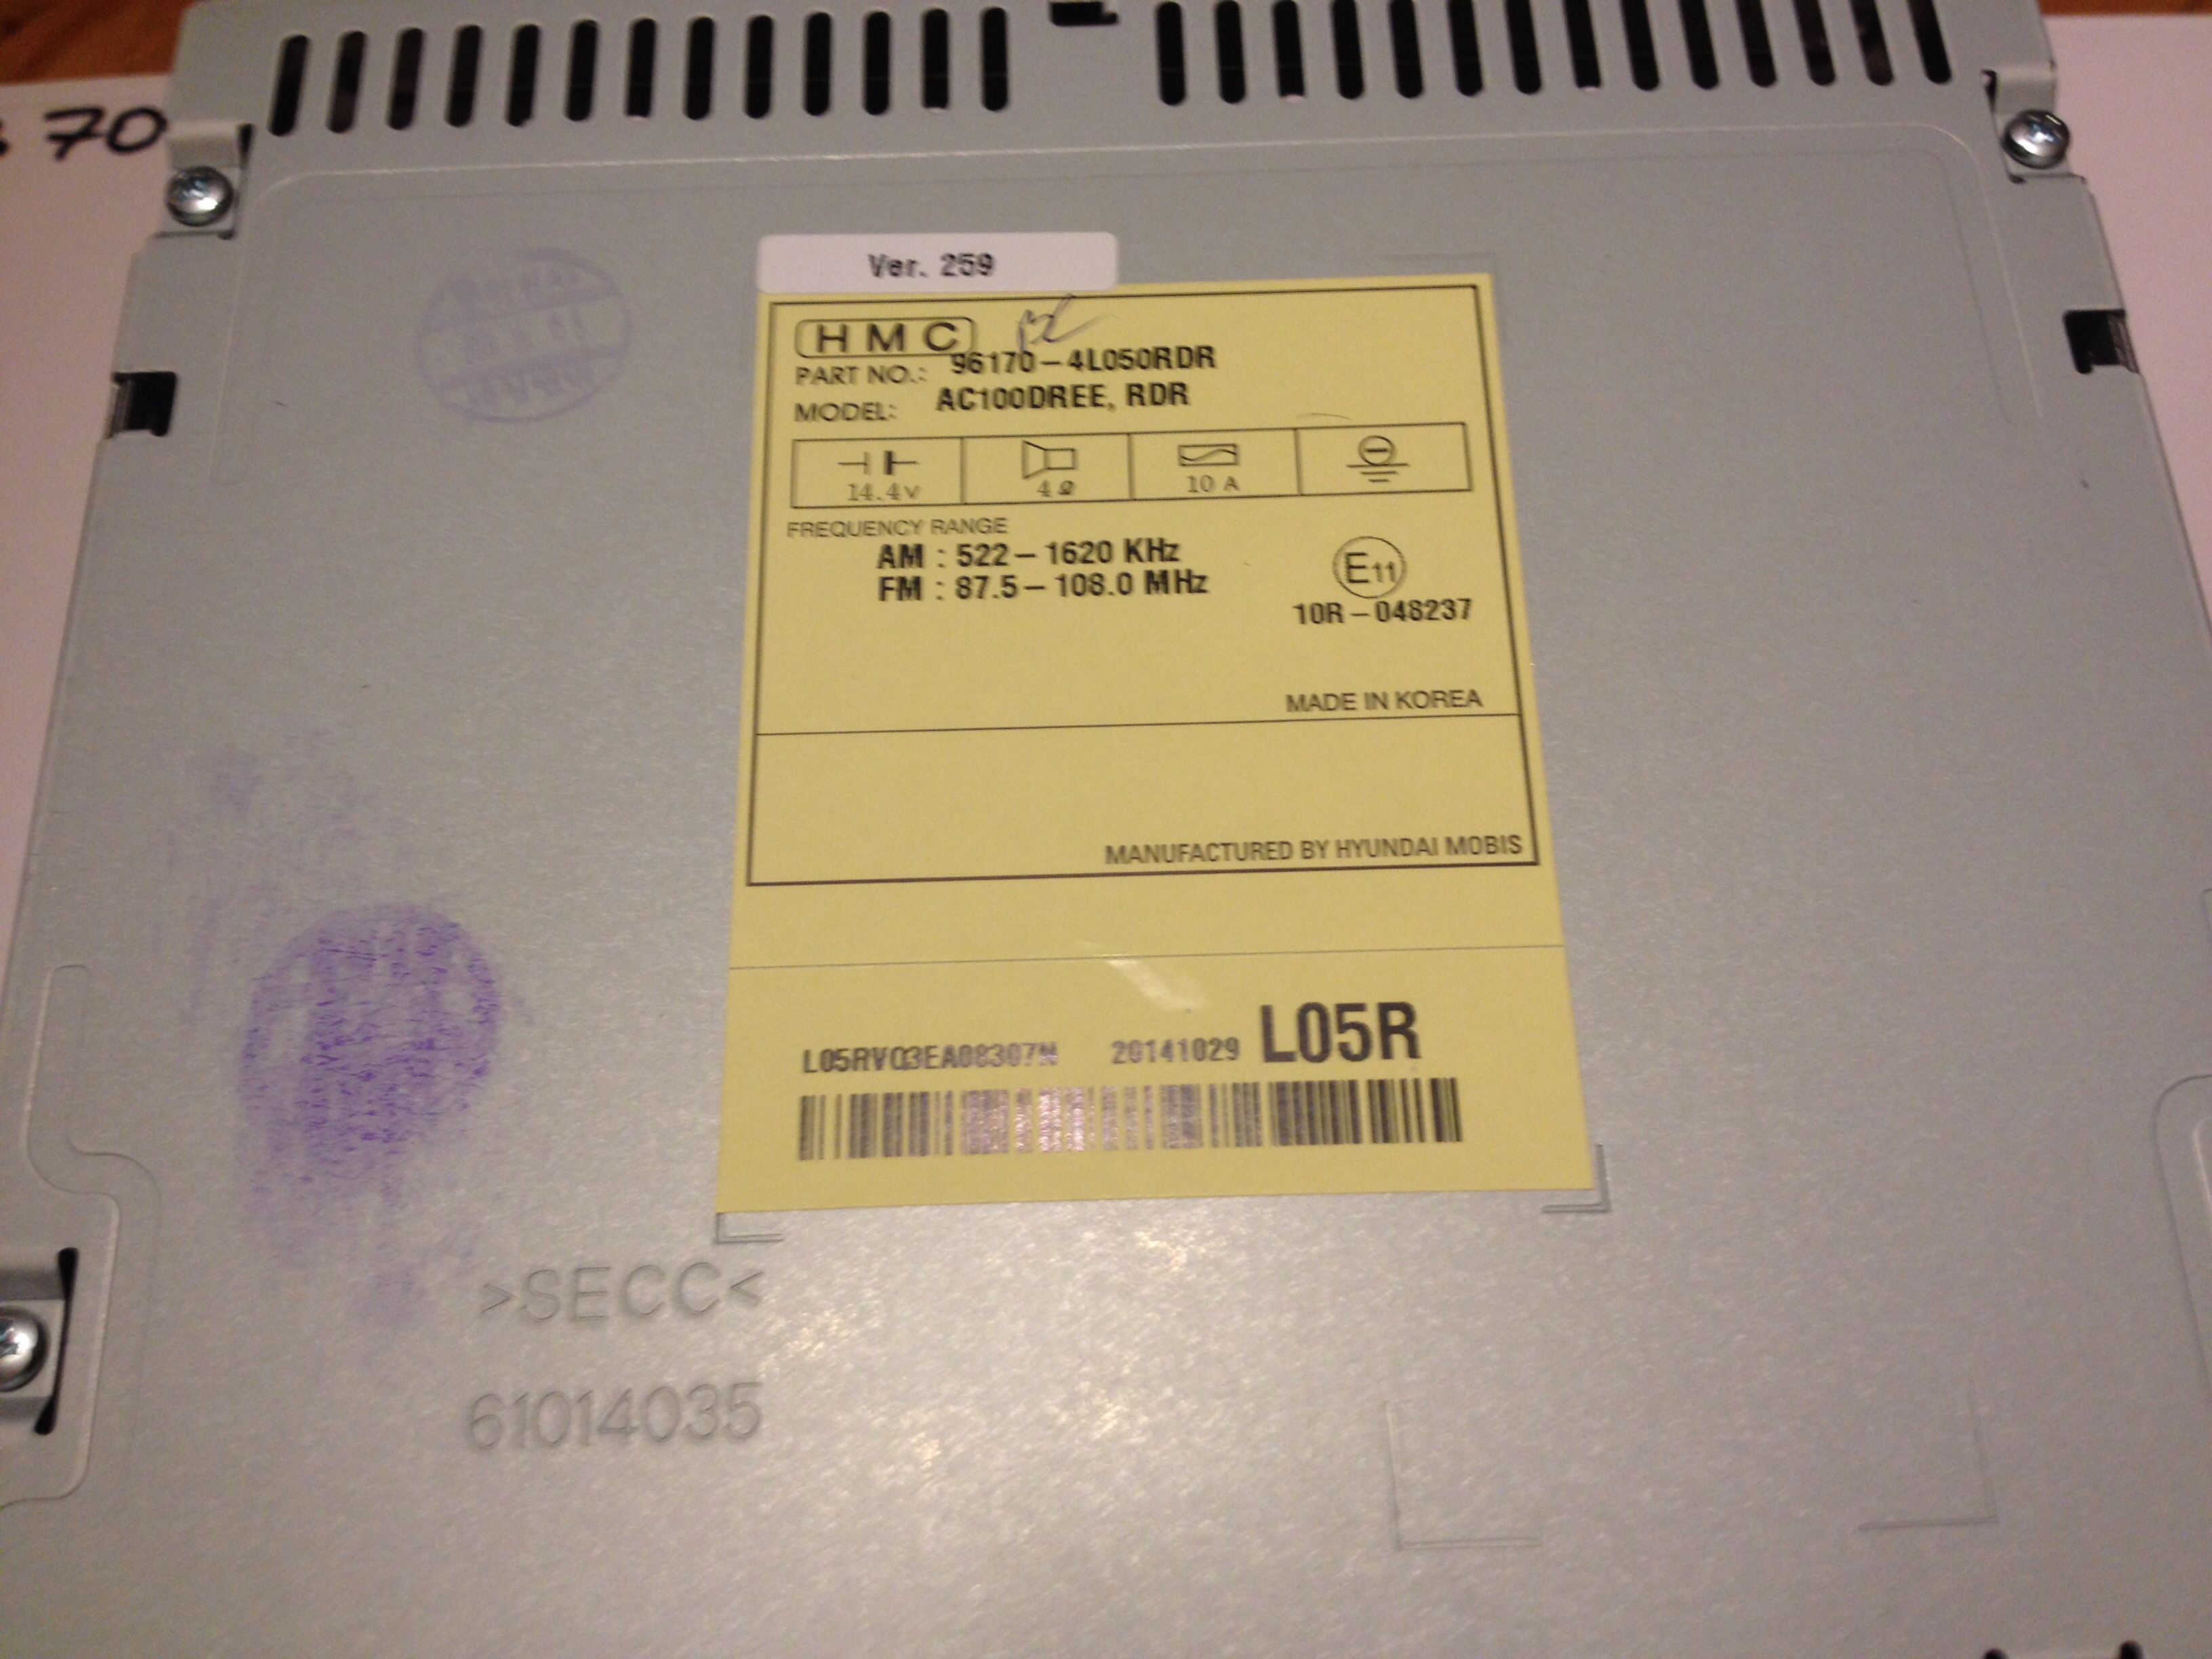 70
Ver. 259
HMC
PART NO.: 96170-4L050RDR
MODEL: AC100DREE, RDR
14.4V 4Ω 10 A
FREQUENCY RANGE
AM : 522-1620 KHz
FM : 87.5-108.0 MHz
E11
10R-048237
MADE IN KOREA
MANUFACTURED BY HYUNDAI MOBIS
L05RVQ3EA08307N 20141029 L05R
>SECC<
61014035